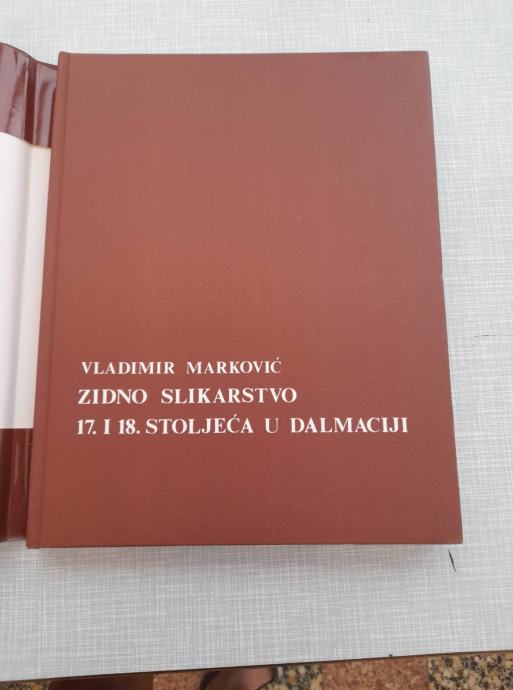 VLADIMIR MARKOVIĆ
ZIDNO SLIKARSTVO
17. I 18. STOLJEĆA U DALMACIJI